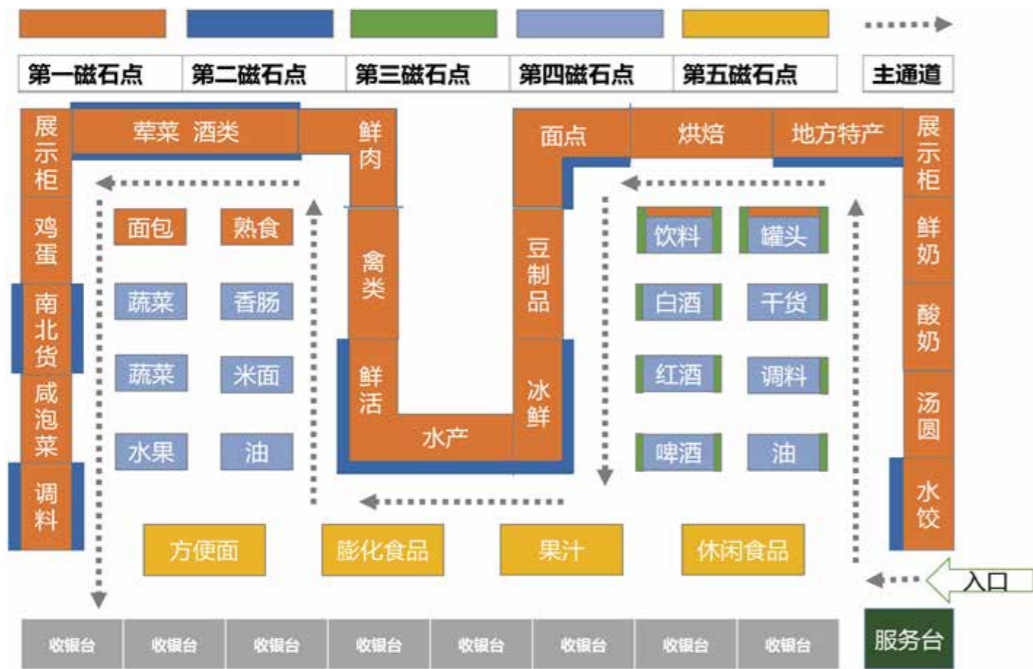 第一磁石点 第二磁石点 第三磁石点 第四磁石点 第五磁石点 主通道
展示柜
荤菜 酒类
鲜肉
面点
烘焙
地方特产
展示柜
鸡蛋
面包
熟食
禽类
豆制品
饮料
罐头
鲜奶
南北货
蔬菜
香肠
白酒
干货
酸奶
蔬菜
米面
鲜活
冰鲜
红酒
调料
咸泡菜
汤圆
水果
油
水产
啤酒
油
调料
水饺
方便面
膨化食品
果汁
休闲食品
入口
收银台 收银台 收银台 收银台 收银台 收银台 收银台 收银台
服务台